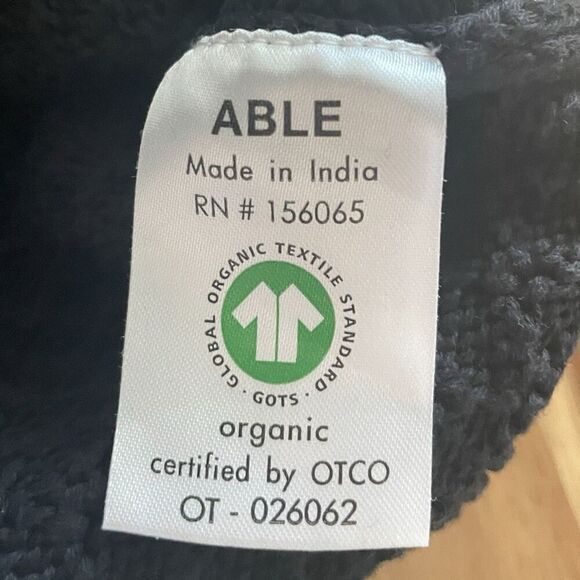 ABLE
Made in India
RN # 156065
GLOBAL ORGANIC TEXTILE STANDARD · GOTS ·
organic
certified by OTCO
OT - 026062